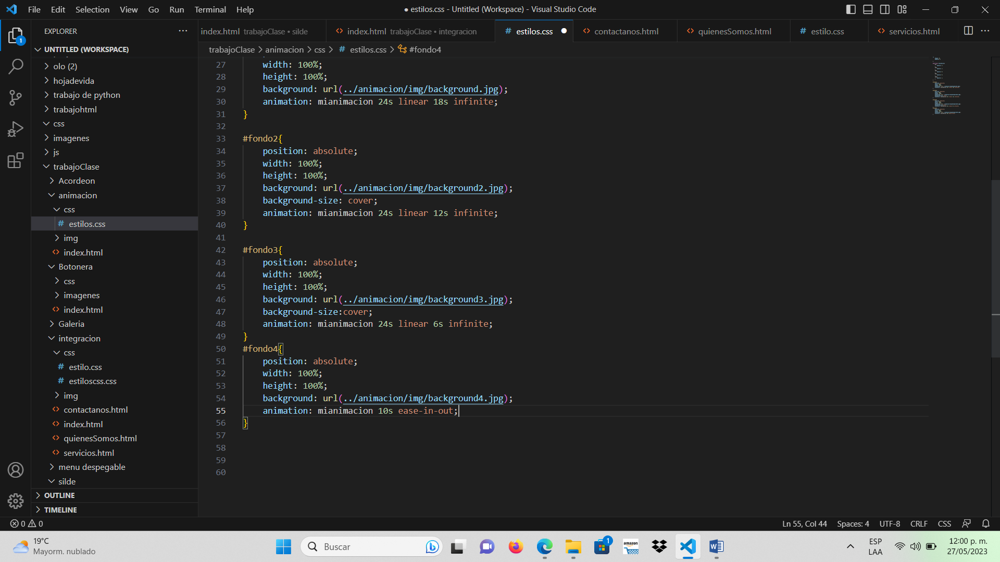 File Edit Selection View Go Run Terminal Help
● estilos.css - Untitled (Workspace) - Visual Studio Code
EXPLORER
index.html trabajoClase • silde
index.html trabajoClase • integracion
estilos.css
contactanos.html
quienesSomos.html
estilo.css
servicios.html
trabajoClase > animacion > css > # estilos.css > #fondo4
1
UNTITLED (WORKSPACE)
olo (2)
hojadevida
trabajo de python
trabajohtml
css
imagenes
js
trabajoClase
Acordeon
animacion
css
# estilos.css
img
index.html
Botonera
css
imagenes
index.html
Galeria
integracion
css
# estilo.css
# estiloscss.css
img
contactanos.html
index.html
quienesSomos.html
servicios.html
menu despegable
silde
OUTLINE
TIMELINE
27 width: 100%;
28 height: 100%;
29 background: url(../animacion/img/background.jpg);
30 animation: mianimacion 24s linear 18s infinite;
31 }
32
33 #fondo2{
34 position: absolute;
35 width: 100%;
36 height: 100%;
37 background: url(../animacion/img/background2.jpg);
38 background-size: cover;
39 animation: mianimacion 24s linear 12s infinite;
40 }
41
42 #fondo3{
43 position: absolute;
44 width: 100%;
45 height: 100%;
46 background: url(../animacion/img/background3.jpg);
47 background-size:cover;
48 animation: mianimacion 24s linear 6s infinite;
49 }
50 #fondo4{
51 position: absolute;
52 width: 100%;
53 height: 100%;
54 background: url(../animacion/img/background4.jpg);
55 animation: mianimacion 10s ease-in-out;
56 }
57
58
59
60
0 0
Ln 55, Col 44 Spaces: 4 UTF-8 CRLF CSS
19°C
Mayorm. nublado
Buscar
1
amazon
ESP
LAA
12:00 p. m.
27/05/2023